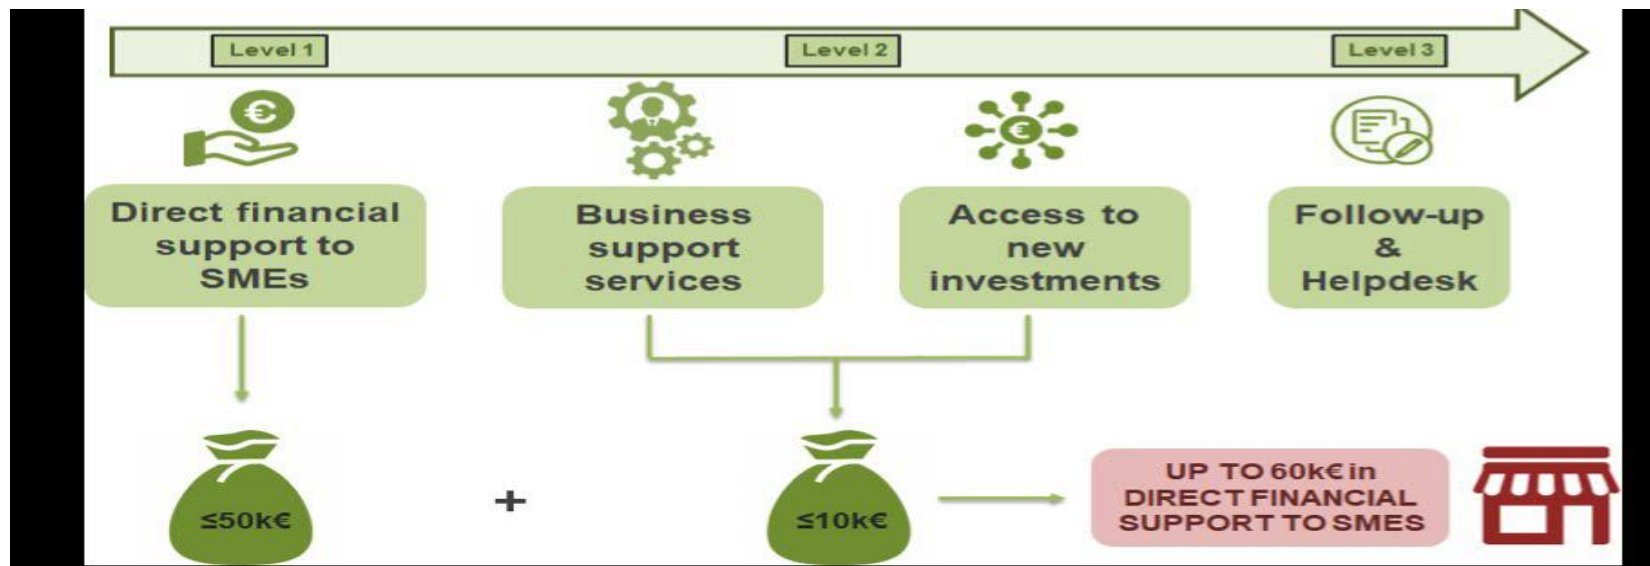 Level 1
Level 2
Level 3
€
€
Direct financial
support to
SMEs
Business
support
services
Access to
new
investments
Follow-up
&
Helpdesk
≤50k€
+
≤10k€
UP TO 60k€ in
DIRECT FINANCIAL
SUPPORT TO SMES